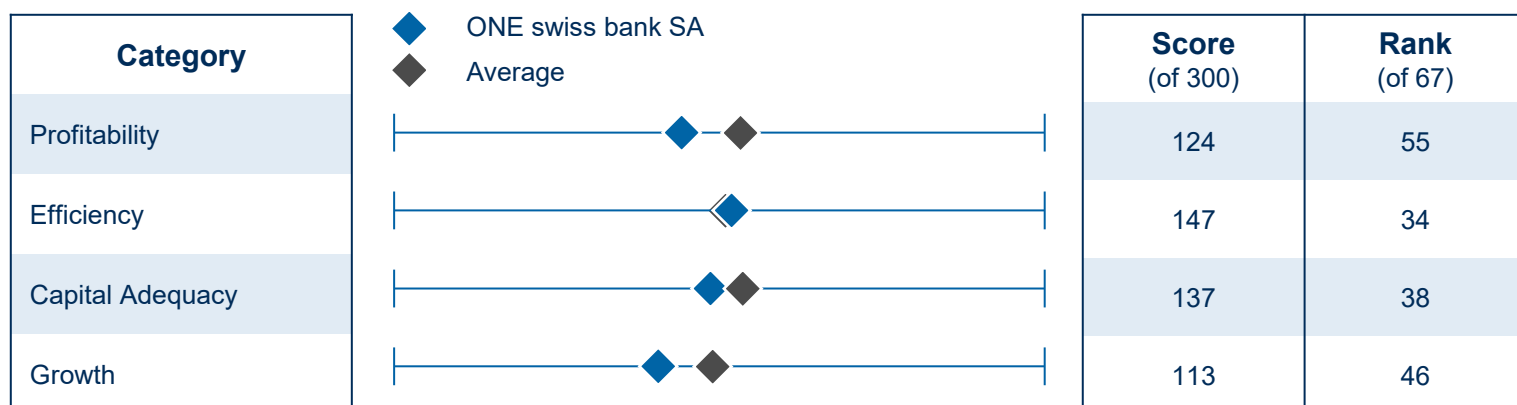 Category
ONE swiss bank SA
Average
Score
(of 300)
Rank
(of 67)
Profitability
124
55
Efficiency
147
34
Capital Adequacy
137
38
Growth
113
46